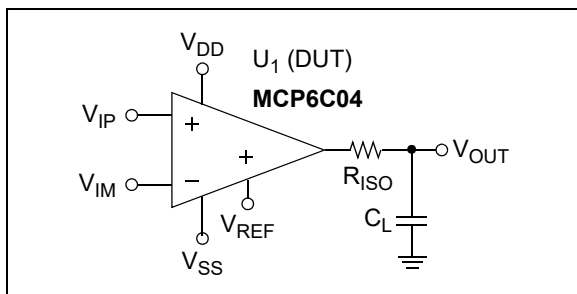 V_DD
U_1 (DUT)
MCP6C04
V_IP
+
V_OUT
+
R_ISO
V_IM
−
V_REF
C_L
V_SS